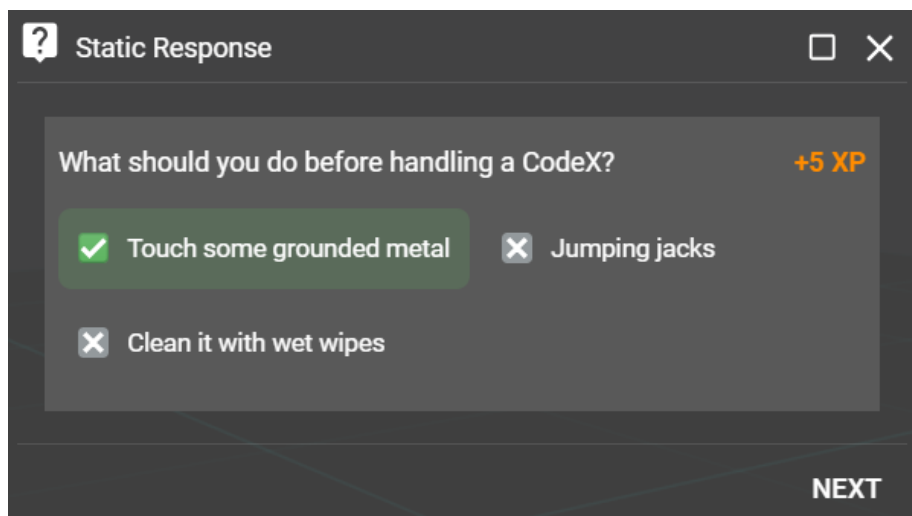 Static Response
What should you do before handling a CodeX? +5 XP
Touch some grounded metal
Jumping jacks
Clean it with wet wipes
NEXT